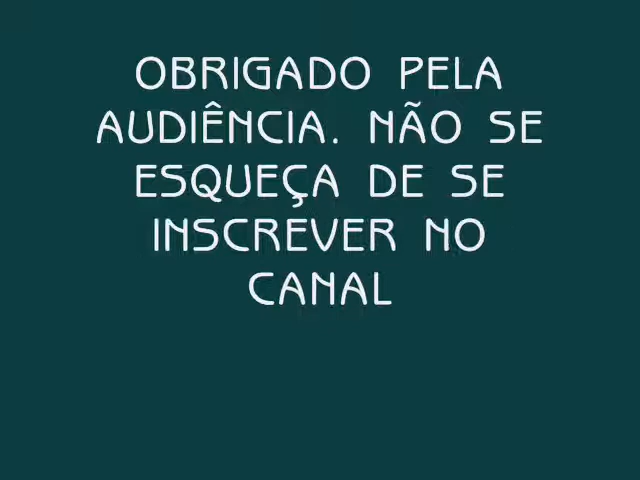 OBRIGADO PELA
AUDIÊNCIA. NÃO SE
ESQUEÇA DE SE
INSCREVER NO
CANAL